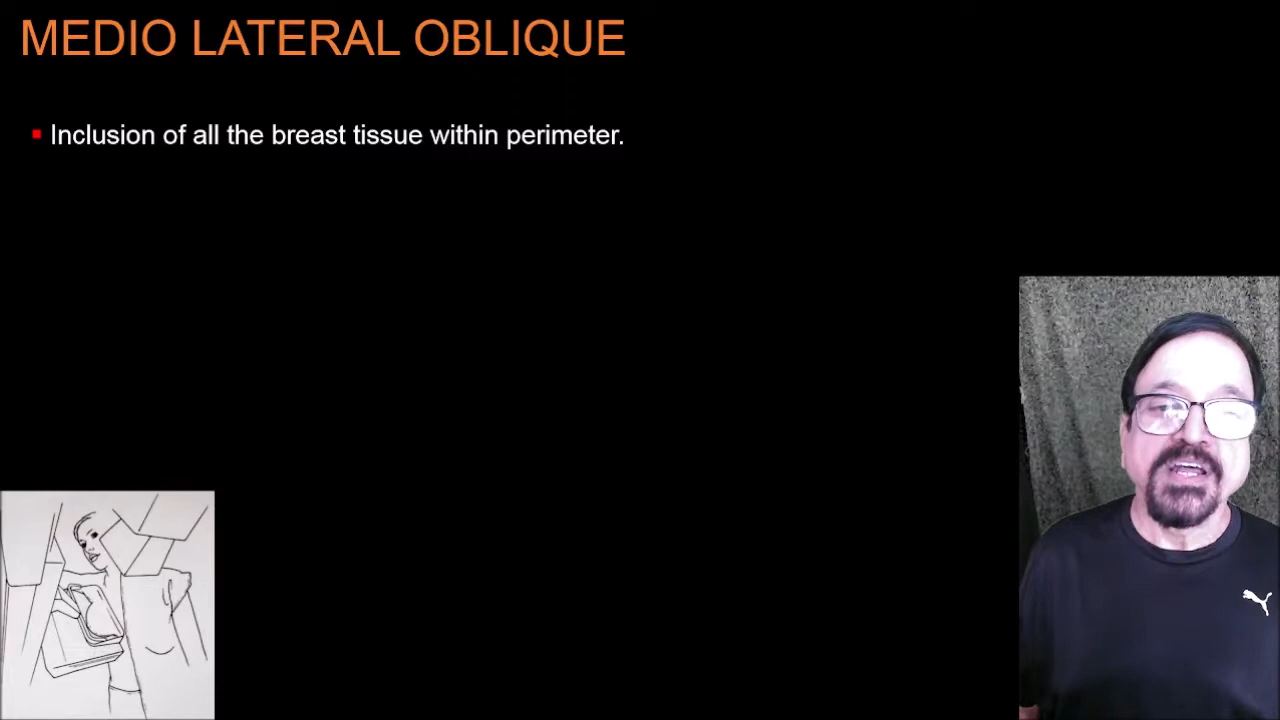 MEDIO LATERAL OBLIQUE
Inclusion of all the breast tissue within perimeter.